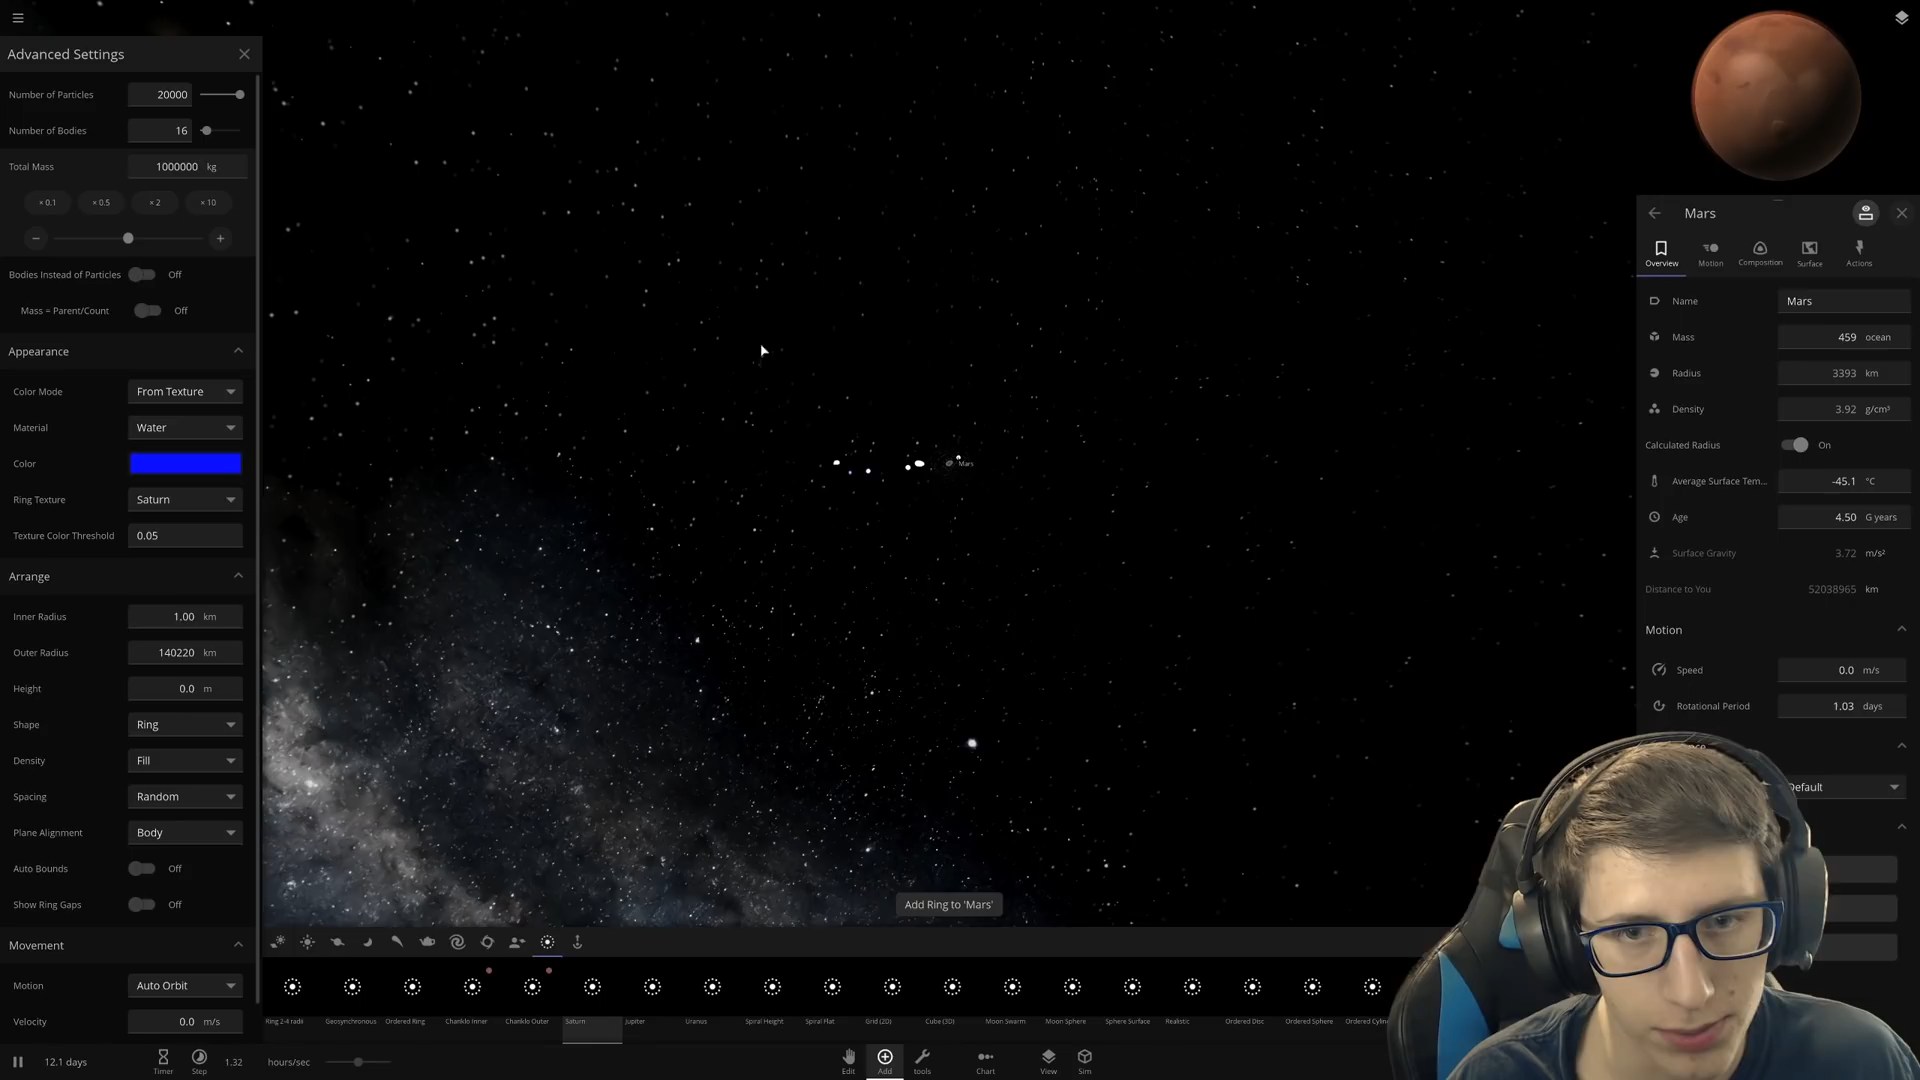 Advanced Settings
Number of Particles 20000
Number of Bodies 16
Total Mass 1000000 kg
× 0.1 × 0.5 × 2 × 10
Bodies Instead of Particles Off
Mass = Parent/Count Off
Appearance
Color Mode From Texture
Material Water
Color
Ring Texture Saturn
Texture Color Threshold 0.05
Arrange
Inner Radius 1.00 km
Outer Radius 140220 km
Height 0.0 m
Shape Ring
Density Fill
Spacing Random
Plane Alignment Body
Auto Bounds Off
Show Ring Gaps Off
Movement
Motion Auto Orbit
Velocity 0.0 m/s
Mars
Add Ring to 'Mars'
Ring 2-4 radii Geosynchronous Ordered Ring Chariklo Inner Chariklo Outer Saturn Jupiter Uranus Spiral Height Spiral Flat Grid (2D) Cube (3D) Moon Swarm Moon Sphere Sphere Surface Realistic Ordered Disc Ordered Sphere Ordered Cylin
12.1 days Timer Step 1.32 hours/sec Edit Add tools Chart View Sim
Mars
Overview Motion Composition Surface Actions
Name Mars
Mass 459 ocean
Radius 3393 km
Density 3.92 g/cm³
Calculated Radius On
Average Surface Tem... -45.1 °C
Age 4.50 G years
Surface Gravity 3.72 m/s²
Distance to You 52038965 km
Motion
Speed 0.0 m/s
Rotational Period 1.03 days
Default